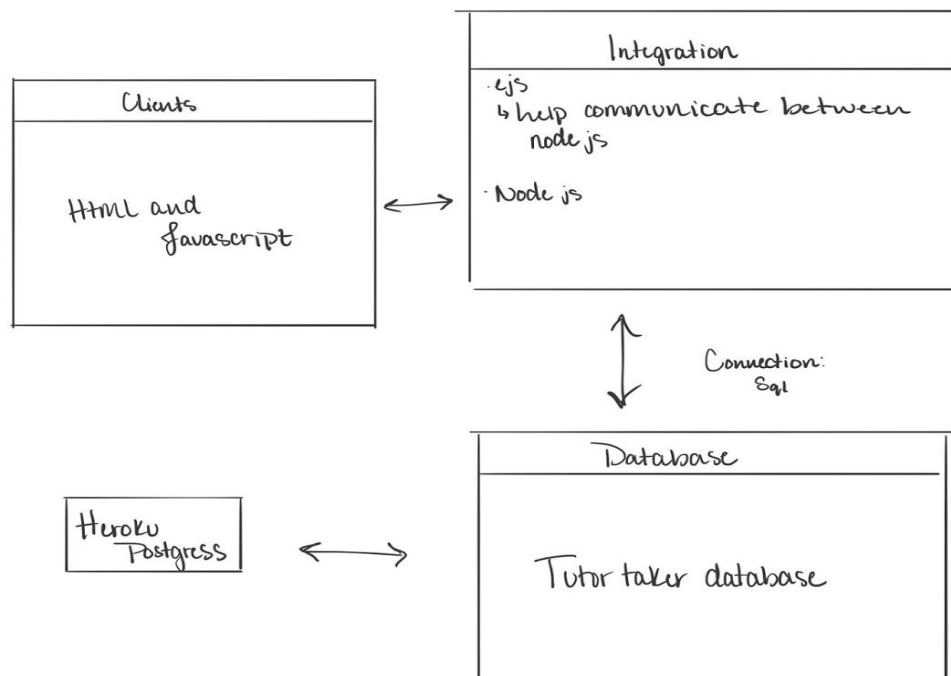 Clients
Html and
Javascript
Integration
· ejs
↳ help communicate between
node js
· Node js
Connection:
Sql
Database
Tutor taker database
Heroku
Postgress